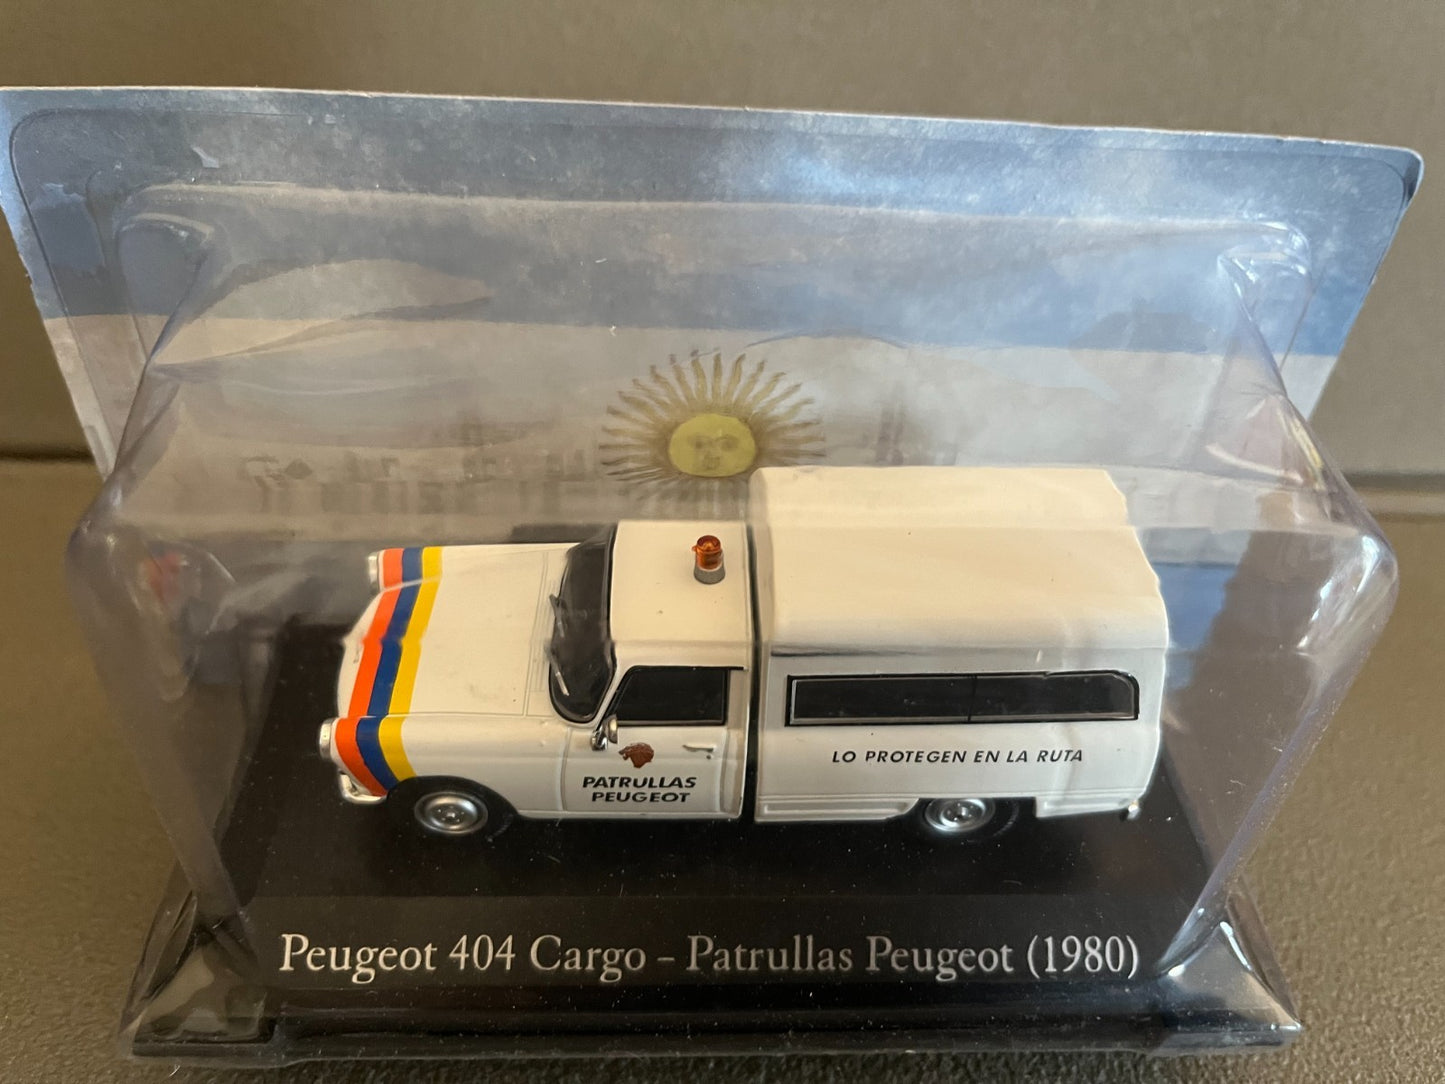 PATRULLAS
PEUGEOT
LO PROTEGEN EN LA RUTA
Peugeot 404 Cargo – Patrullas Peugeot (1980)